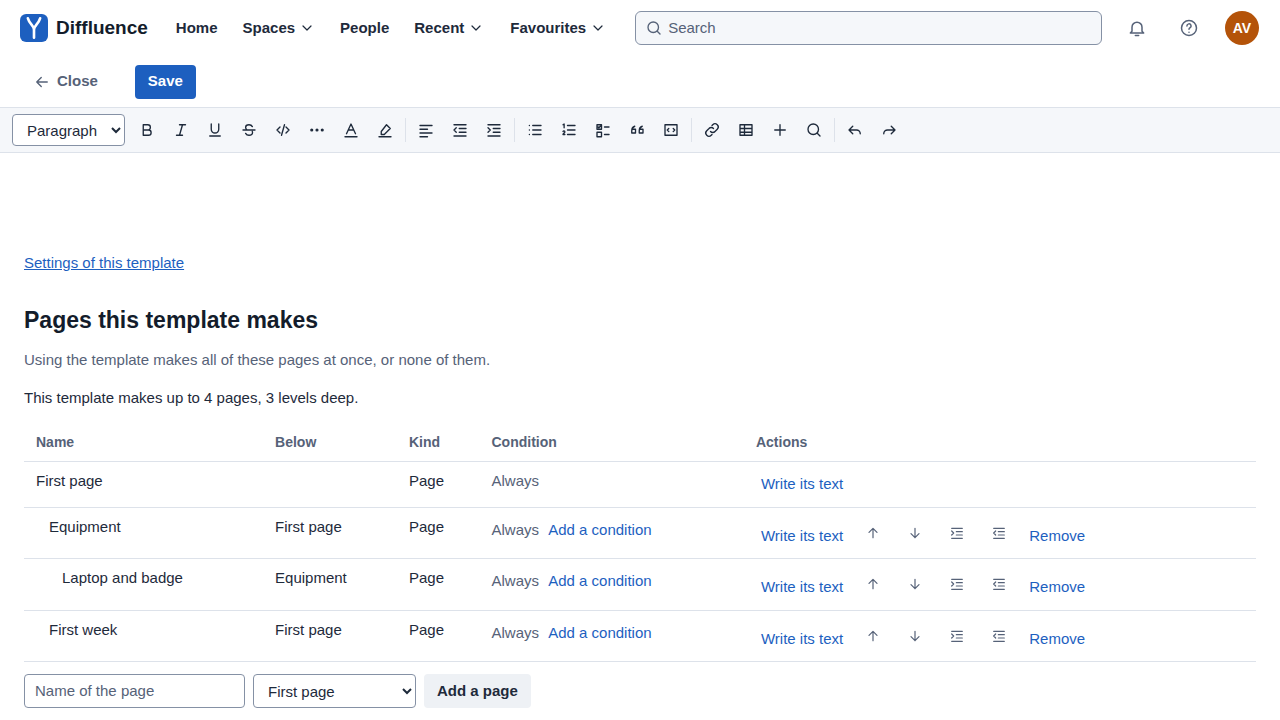 Diffluence Home Spaces People Recent Favourites Search AV
Close Save
Paragraph
Settings of this template
Pages this template makes
Using the template makes all of these pages at once, or none of them.
This template makes up to 4 pages, 3 levels deep.
Name Below Kind Condition Actions
First page Page Always Write its text
Equipment First page Page Always Add a condition Write its text Remove
Laptop and badge Equipment Page Always Add a condition Write its text Remove
First week First page Page Always Add a condition Write its text Remove
Name of the page First page Add a page